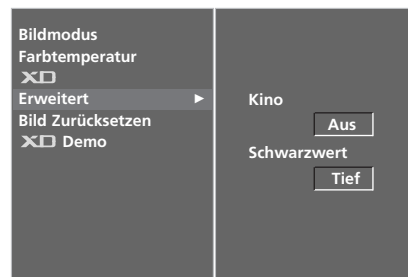 Bildmodus
Farbtemperatur
XD
Erweitert ►
Bild Zurücksetzen
XD Demo
Kino
Aus
Schwarzwert
Tief